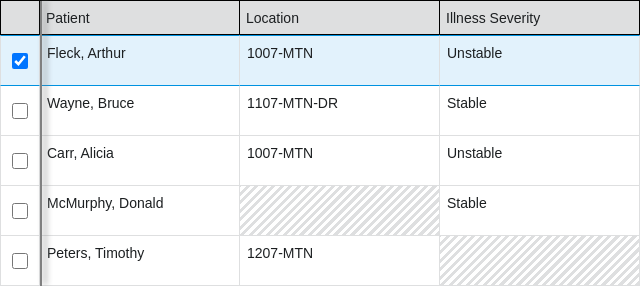 Patient Location Illness Severity
Fleck, Arthur 1007-MTN Unstable
Wayne, Bruce 1107-MTN-DR Stable
Carr, Alicia 1007-MTN Unstable
McMurphy, Donald Stable
Peters, Timothy 1207-MTN